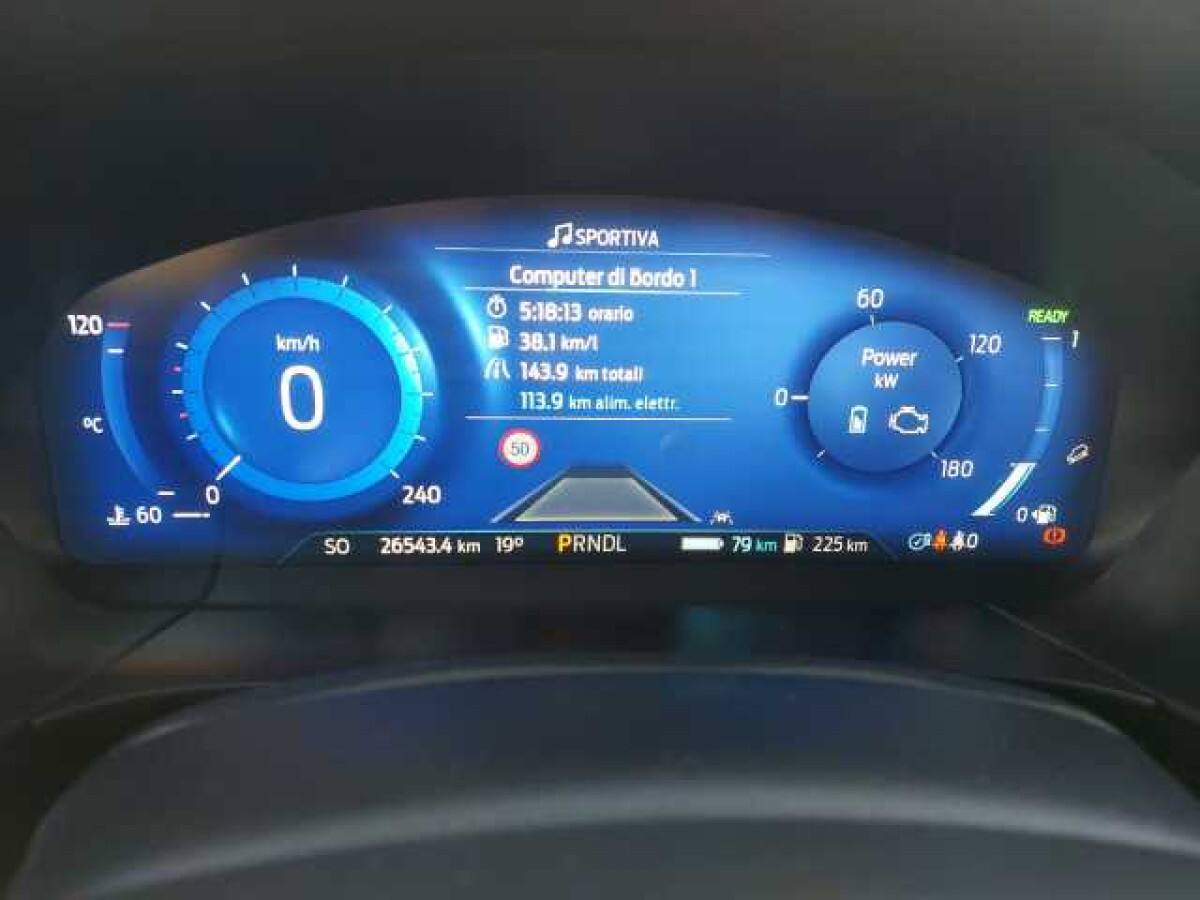 SPORTIVA
Computer di Bordo 1
5:18:13 orario
38.1 km/l
143.9 km totali
113.9 km alim. elettr.
120
°C
60
km/h
0
0
240
50
60
120
Power
kW
0
180
READY
1
0
SO 26543.4 km 19° PRNDL 79 km 225 km 0